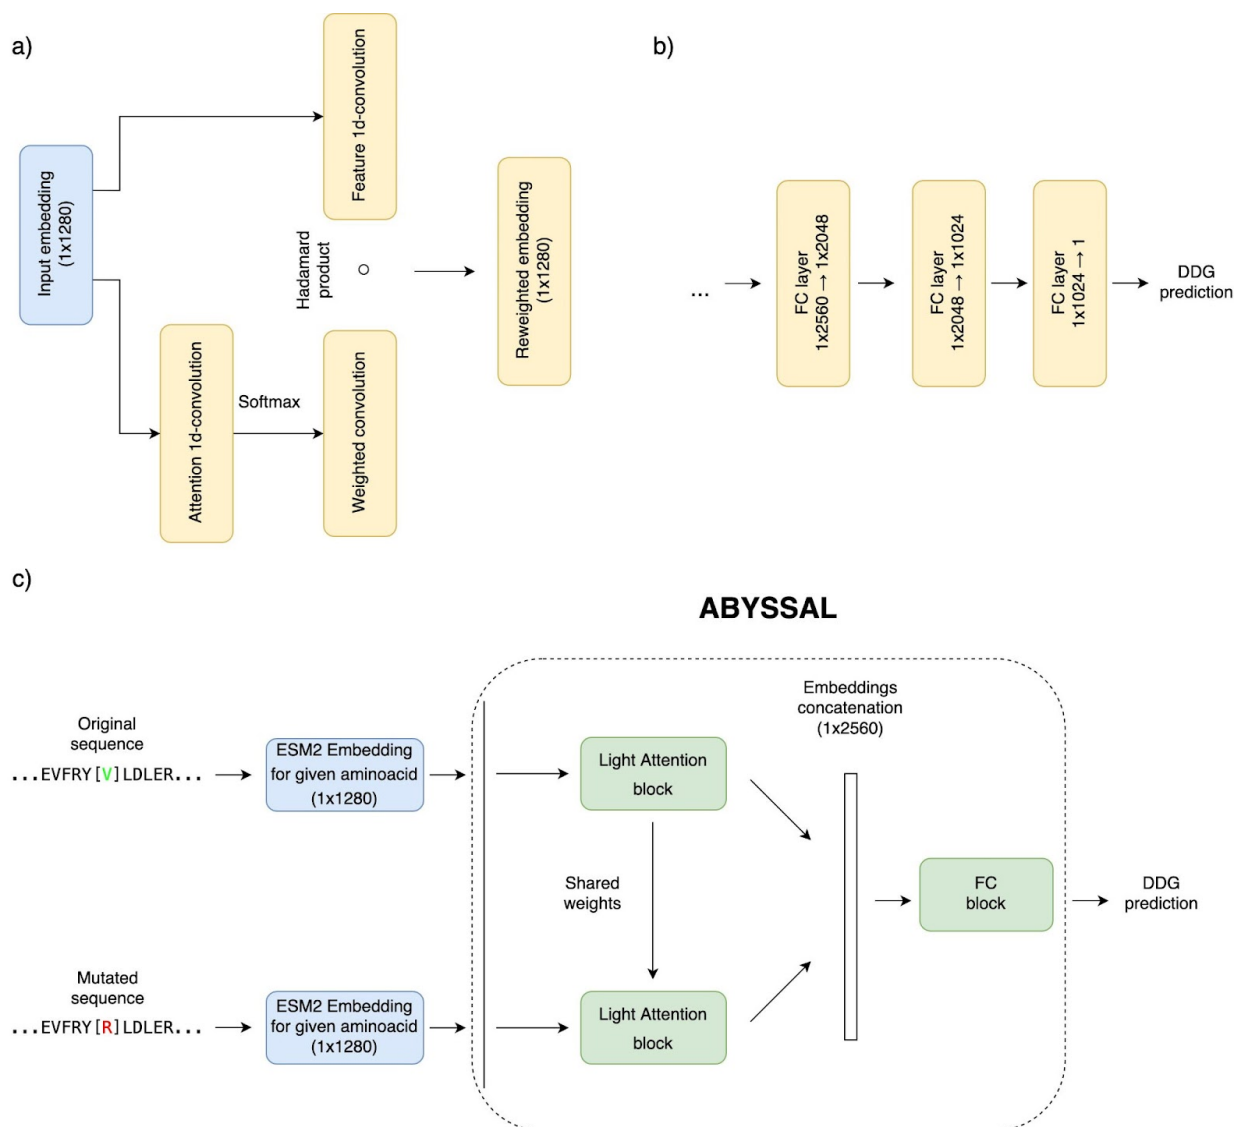 a)
Input embedding
(1x1280)
Feature 1d-convolution
Hadamard
product
Attention 1d-convolution
Softmax
Weighted convolution
Reweighted embedding
(1x1280)
b)
...
FC layer
1x2560 → 1x2048
FC layer
1x2048 → 1x1024
FC layer
1x1024 → 1
DDG
prediction
c)
ABYSSAL
Original
sequence
...EVFRY[V]LDLER...
ESM2 Embedding
for given aminoacid
(1x1280)
Light Attention
block
Embeddings
concatenation
(1x2560)
Shared
weights
FC
block
DDG
prediction
Mutated
sequence
...EVFRY[R]LDLER...
ESM2 Embedding
for given aminoacid
(1x1280)
Light Attention
block